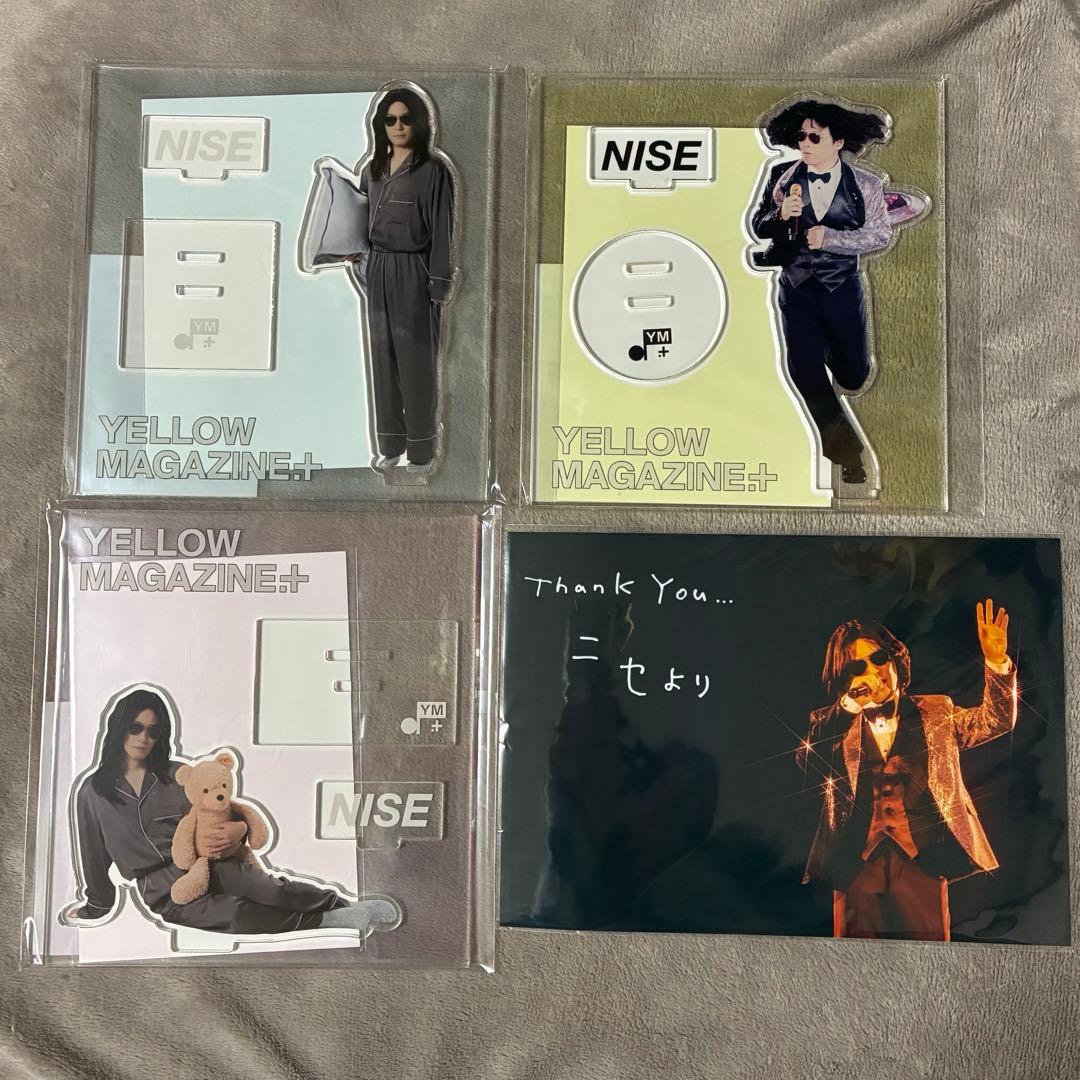 NISE
YM
+
YELLOW
MAGAZINE.+
NISE
YM
+
YELLOW
MAGAZINE.+
YELLOW
MAGAZINE.+
YM
+
NISE
Thank You...
ニセより